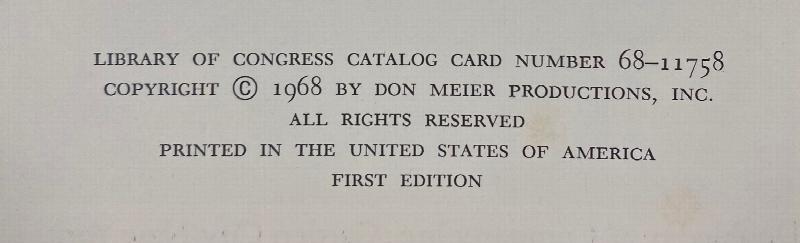 LIBRARY OF CONGRESS CATALOG CARD NUMBER 68–11758
COPYRIGHT © 1968 BY DON MEIER PRODUCTIONS, INC.
ALL RIGHTS RESERVED
PRINTED IN THE UNITED STATES OF AMERICA
FIRST EDITION